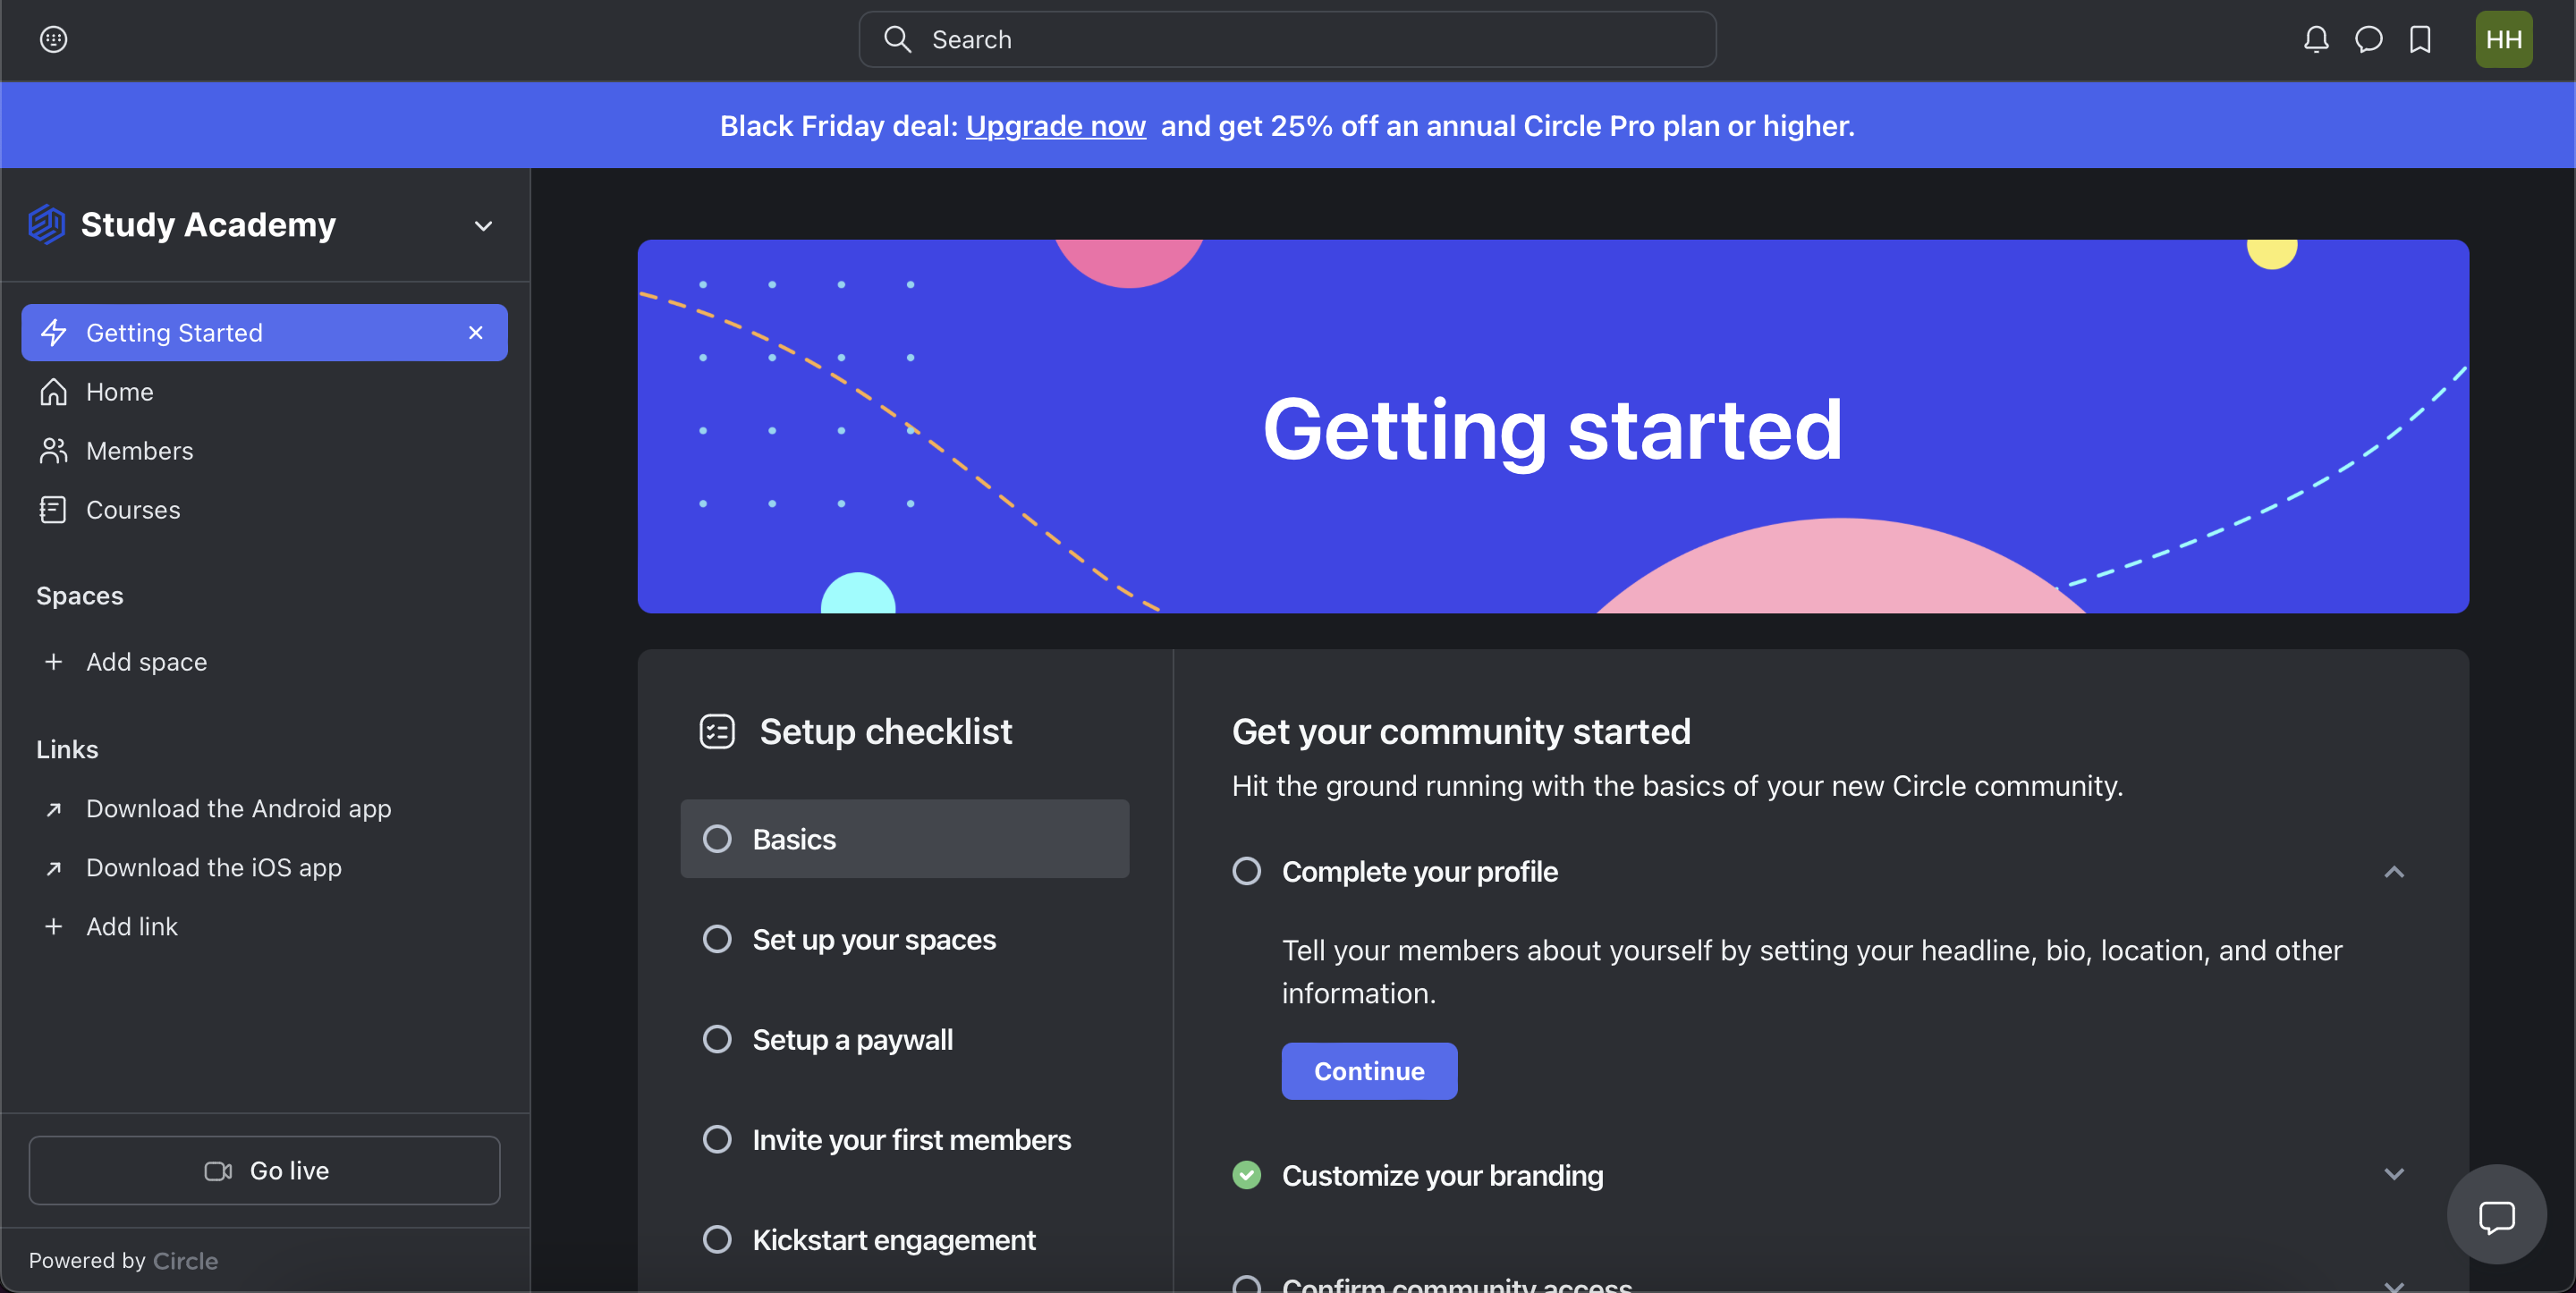 Search
HH
Black Friday deal: Upgrade now and get 25% off an annual Circle Pro plan or higher.
Study Academy
Getting Started
Home
Members
Courses
Spaces
Add space
Links
Download the Android app
Download the iOS app
Add link
Go live
Powered by Circle
Getting started
Setup checklist
Basics
Set up your spaces
Setup a paywall
Invite your first members
Kickstart engagement
Get your community started
Hit the ground running with the basics of your new Circle community.
Complete your profile
Tell your members about yourself by setting your headline, bio, location, and other
information.
Continue
Customize your branding
Confirm community access